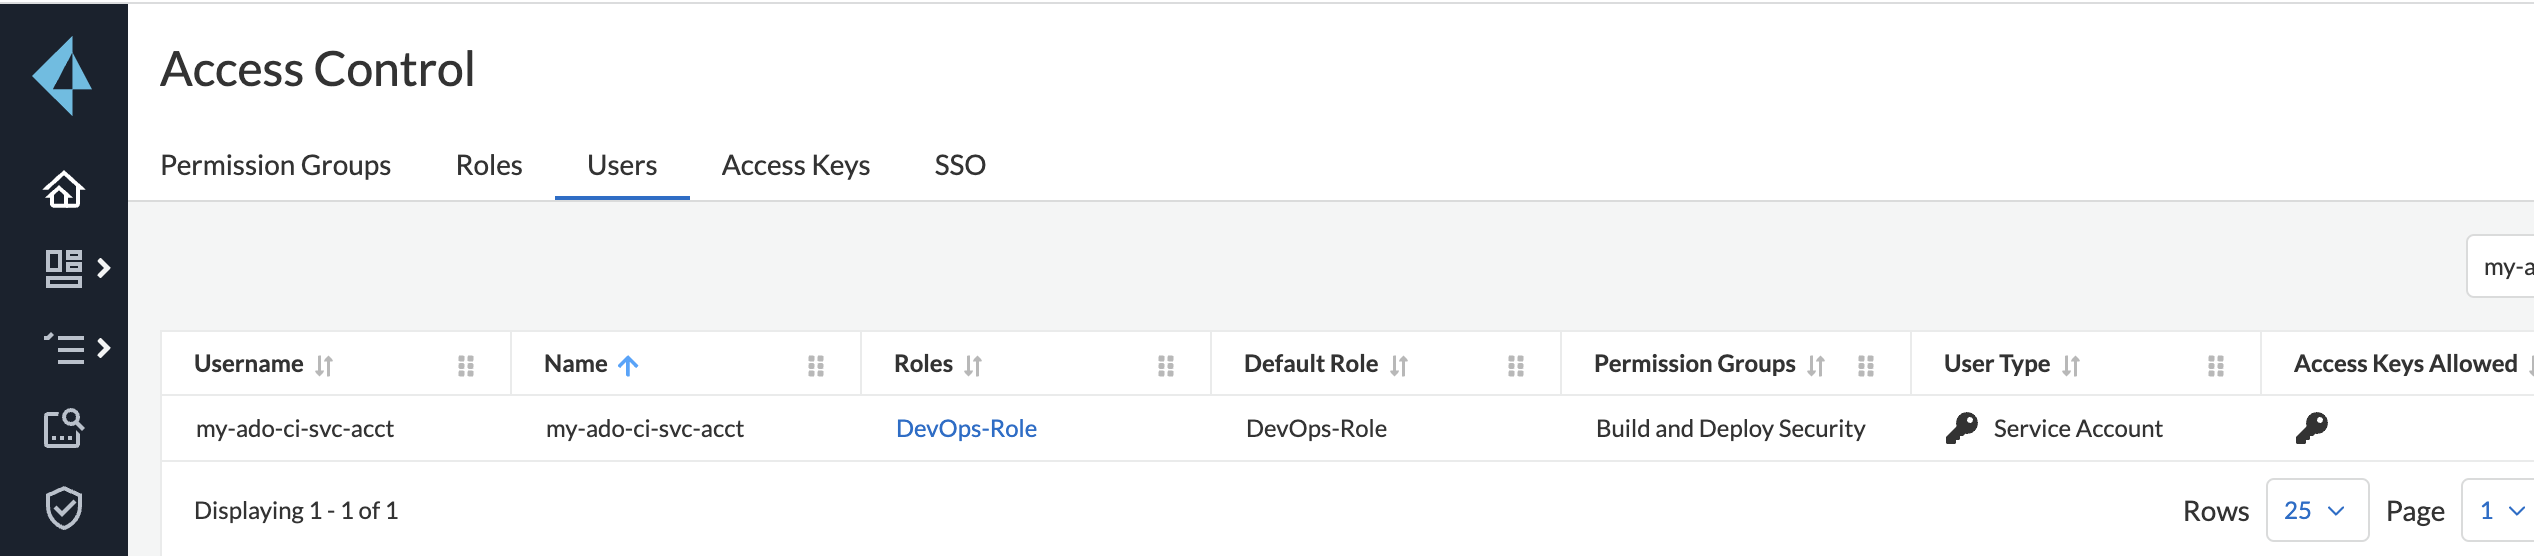 Access Control
Permission Groups Roles Users Access Keys SSO
my-a
Username Name Roles Default Role Permission Groups User Type Access Keys Allowed
my-ado-ci-svc-acct my-ado-ci-svc-acct DevOps-Role DevOps-Role Build and Deploy Security Service Account
Displaying 1 - 1 of 1 Rows 25 Page 1